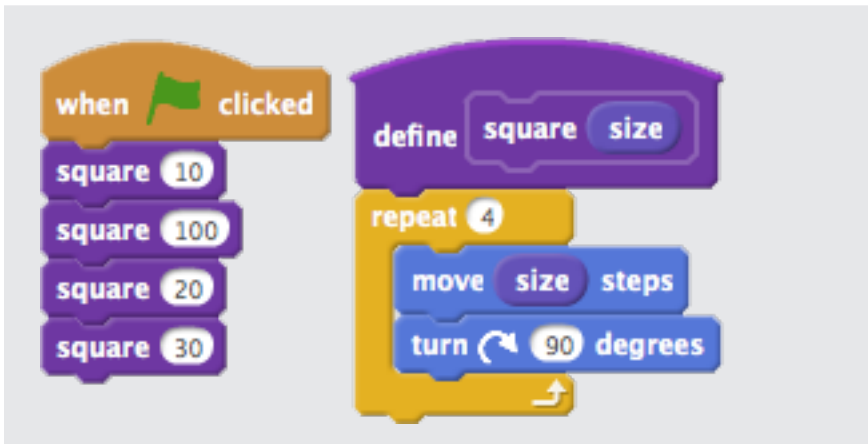 when clicked
square 10
square 100
square 20
square 30
define square size
repeat 4
move size steps
turn 90 degrees